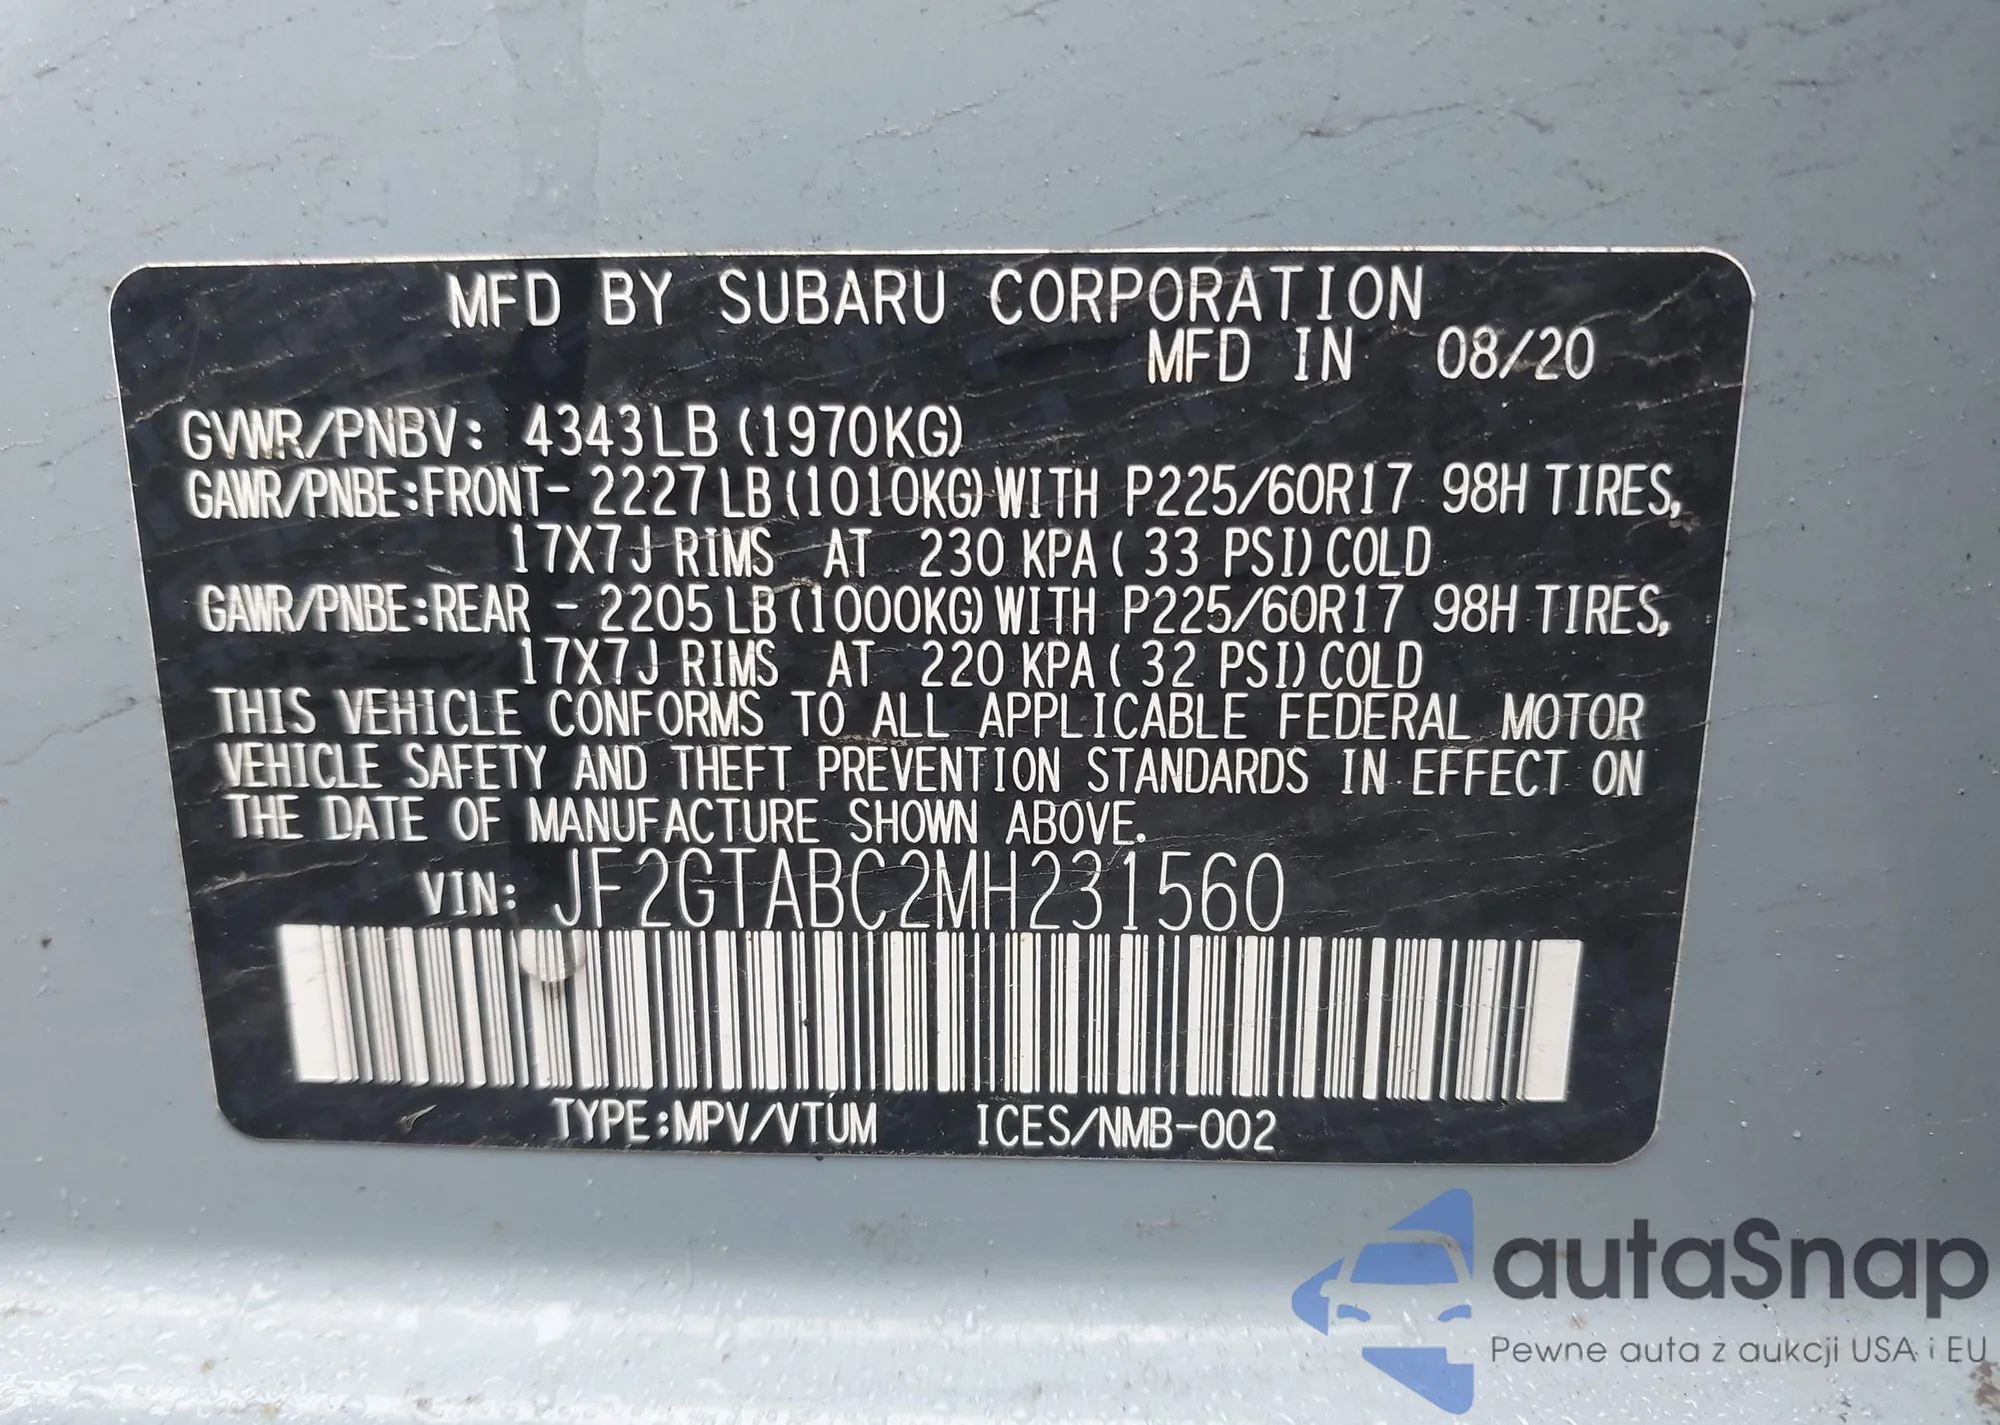 MFD BY SUBARU CORPORATION
MFD IN 08/20
GVWR/PNBV: 4343LB (1970KG)
GAWR/PNBE:FRONT- 2227LB (1010KG) WITH P225/60R17 98H TIRES,
17X7J RIMS AT 230 KPA ( 33 PSI) COLD
GAWR/PNBE:REAR - 2205LB (1000KG) WITH P225/60R17 98H TIRES,
17X7J RIMS AT 220 KPA ( 32 PSI) COLD
THIS VEHICLE CONFORMS TO ALL APPLICABLE FEDERAL MOTOR
VEHICLE SAFETY AND THEFT PREVENTION STANDARDS IN EFFECT ON
THE DATE OF MANUFACTURE SHOWN ABOVE.
VIN: JF2GTABC2MH231560
TYPE:MPV/VTUM ICES/NMB-002
autaSnap
Pewne auta z aukcji USA i EU